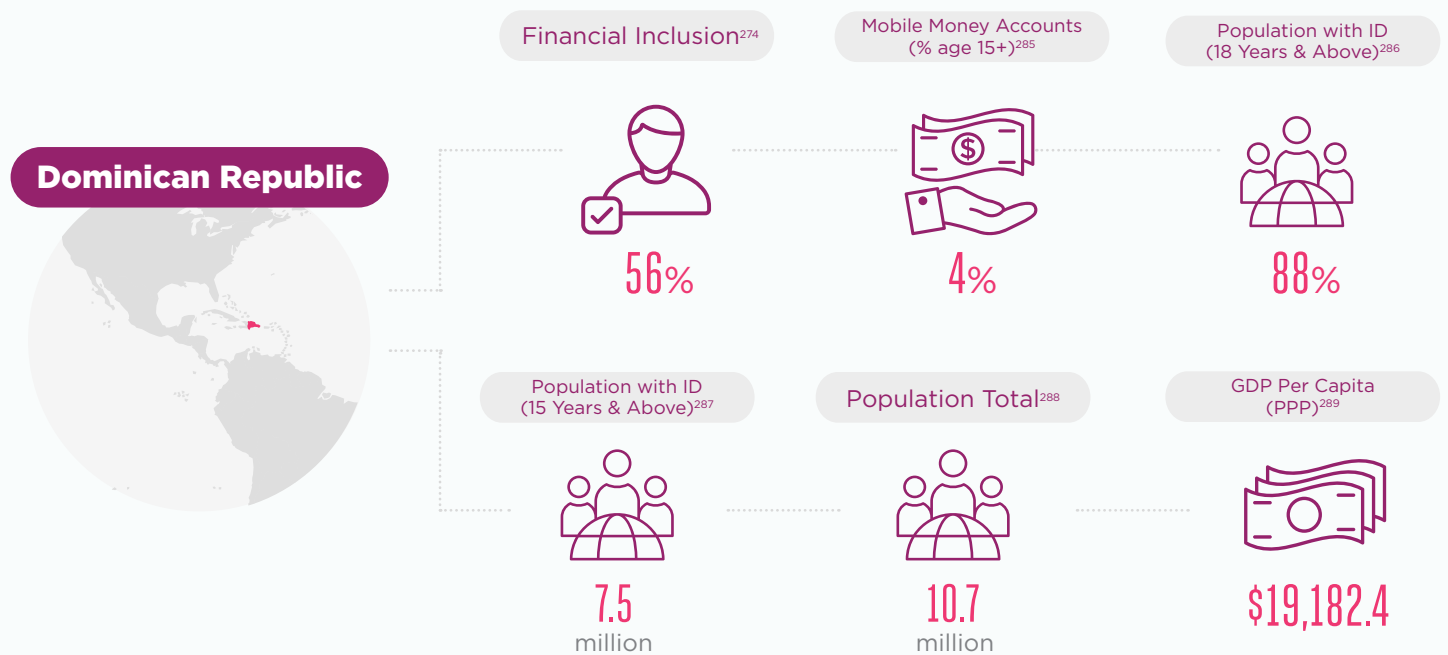 Dominican Republic
Financial Inclusion274
Mobile Money Accounts
(% age 15+)285
Population with ID
(18 Years & Above)286
$
56%
4%
88%
Population with ID
(15 Years & Above)287
Population Total288
GDP Per Capita
(PPP)289
7.5
million
10.7
million
$19,182.4